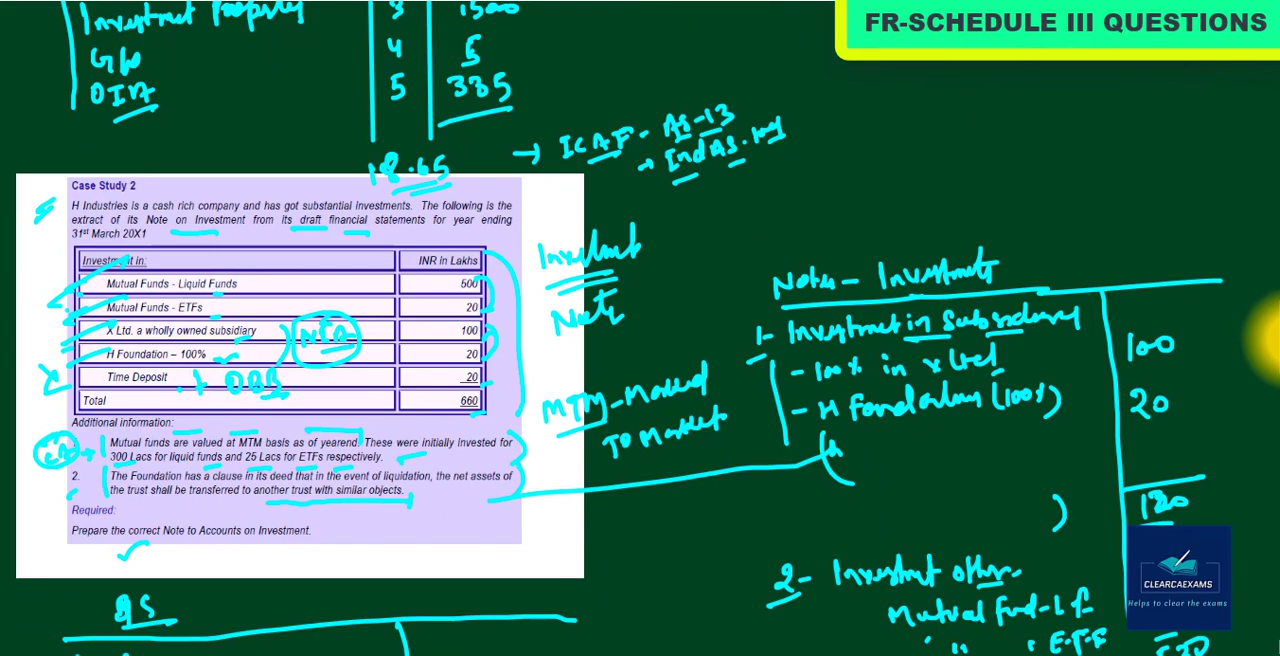 FR-SCHEDULE III QUESTIONS
Investment Property 3 1500
G/w 4 5
OIA 5 335
18.65
→ ICAF - AS-13
→ IndAS.109
Case Study 2
H Industries is a cash rich company and has got substantial investments. The following is the
extract of its Note on Investment from its draft financial statements for year ending
31st March 20X1
Investment in: INR in Lakhs
Mutual Funds - Liquid Funds 500
Mutual Funds - ETFs 20
X Ltd. a wholly owned subsidiary 100
H Foundation – 100% 20
Time Deposit 20
Total 660
NCA
Additional information:
1. Mutual funds are valued at MTM basis as of yearend. These were initially invested for
300 Lacs for liquid funds and 25 Lacs for ETFs respectively.
2. The Foundation has a clause in its deed that in the event of liquidation, the net assets of
the trust shall be transferred to another trust with similar objects.
Required:
Prepare the correct Note to Accounts on Investment.
Investment
Note
MTM - Marked
To Market
Notes - Investments
1- Investment in Subsidiary
- 100% in x Ltd 100
- H Foundation (100%) 20
120
2- Investment other.
Mutual Fund - L F
" " E.T.F
CLEARCAEXAMS
Helps to clear the exams
BS